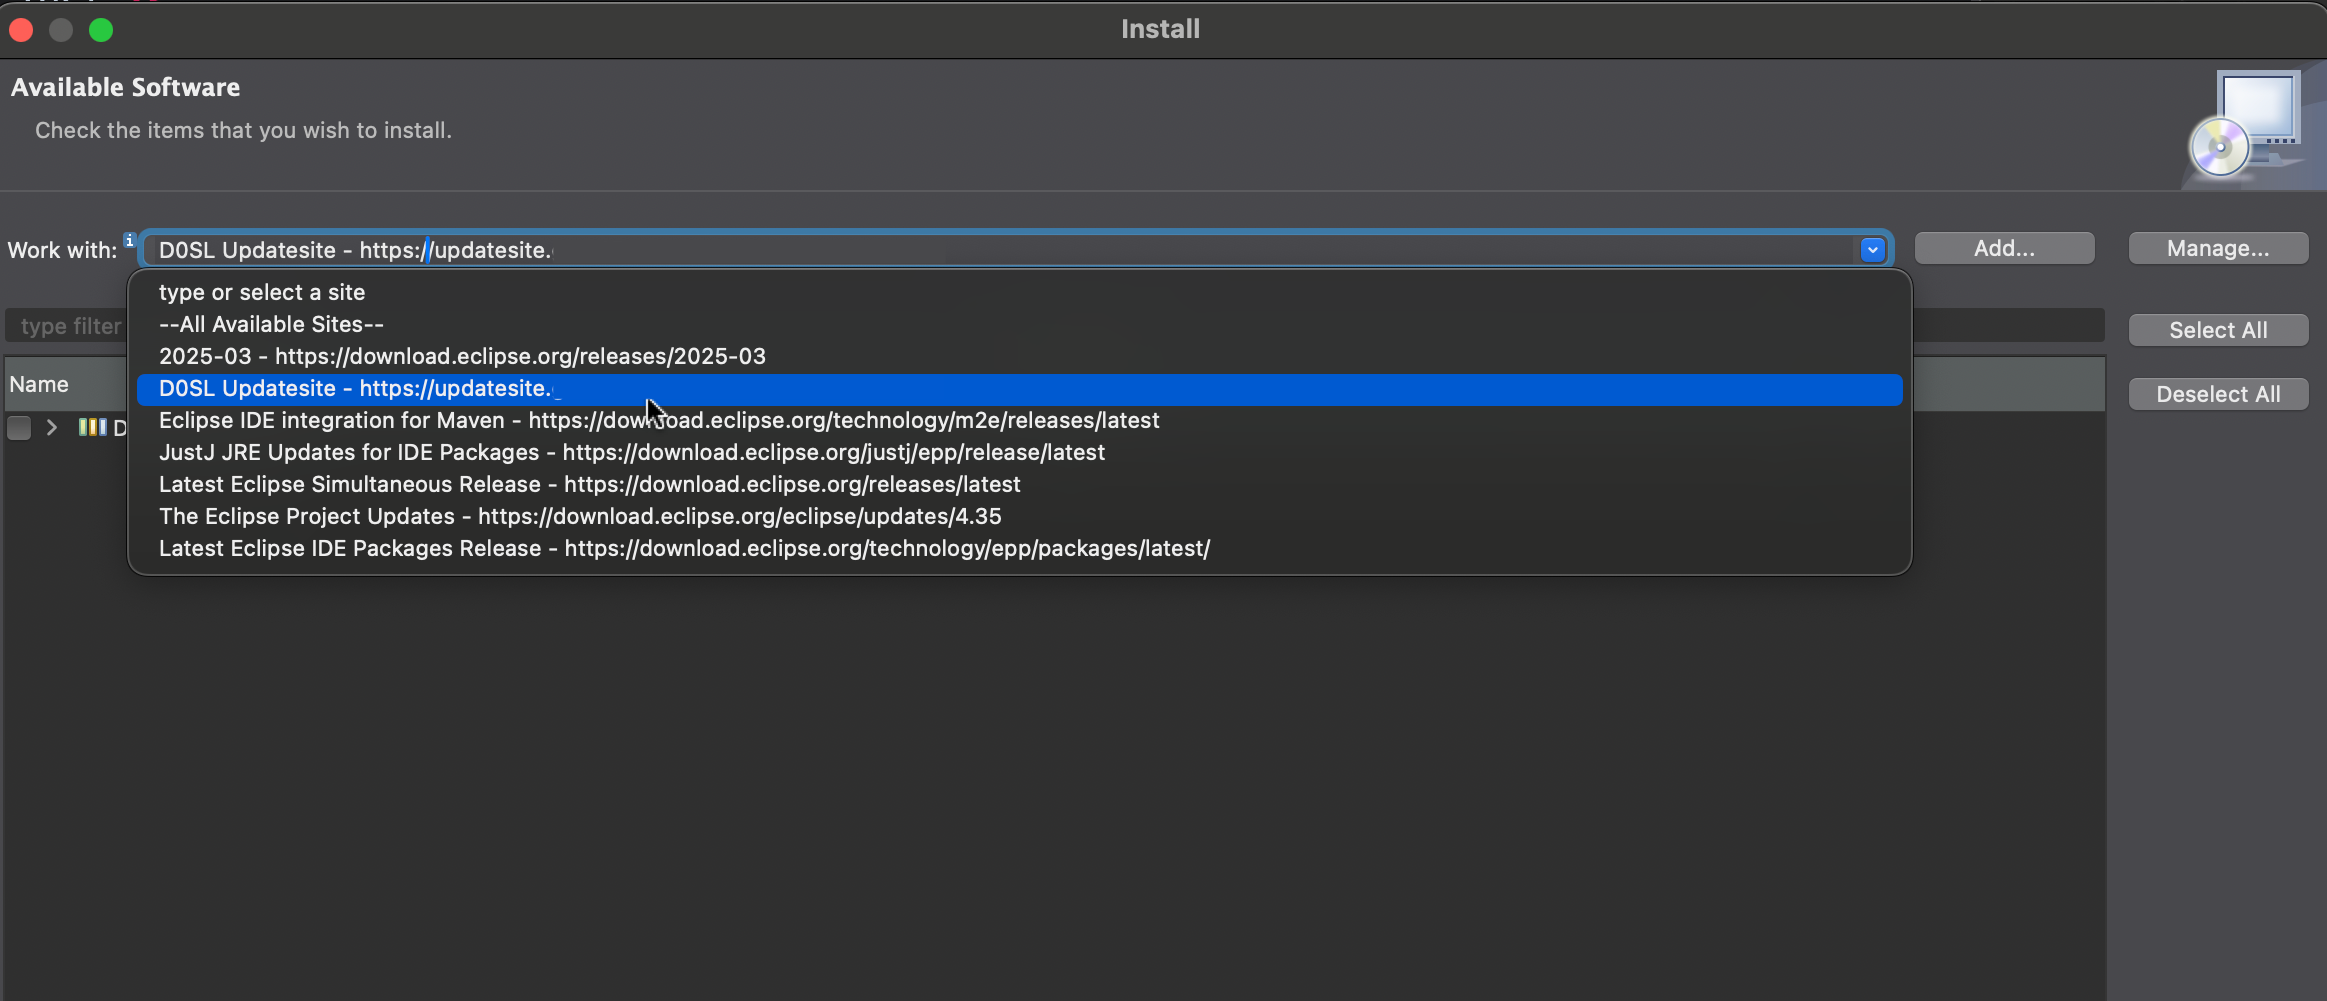 Install
Available Software
Check the items that you wish to install.
Work with:
D0SL Updatesite - https://updatesite.
Add...
Manage...
type or select a site
--All Available Sites--
2025-03 - https://download.eclipse.org/releases/2025-03
D0SL Updatesite - https://updatesite.
Eclipse IDE integration for Maven - https://download.eclipse.org/technology/m2e/releases/latest
JustJ JRE Updates for IDE Packages - https://download.eclipse.org/justj/epp/release/latest
Latest Eclipse Simultaneous Release - https://download.eclipse.org/releases/latest
The Eclipse Project Updates - https://download.eclipse.org/eclipse/updates/4.35
Latest Eclipse IDE Packages Release - https://download.eclipse.org/technology/epp/packages/latest/
type filter
Select All
Name
Deselect All
D